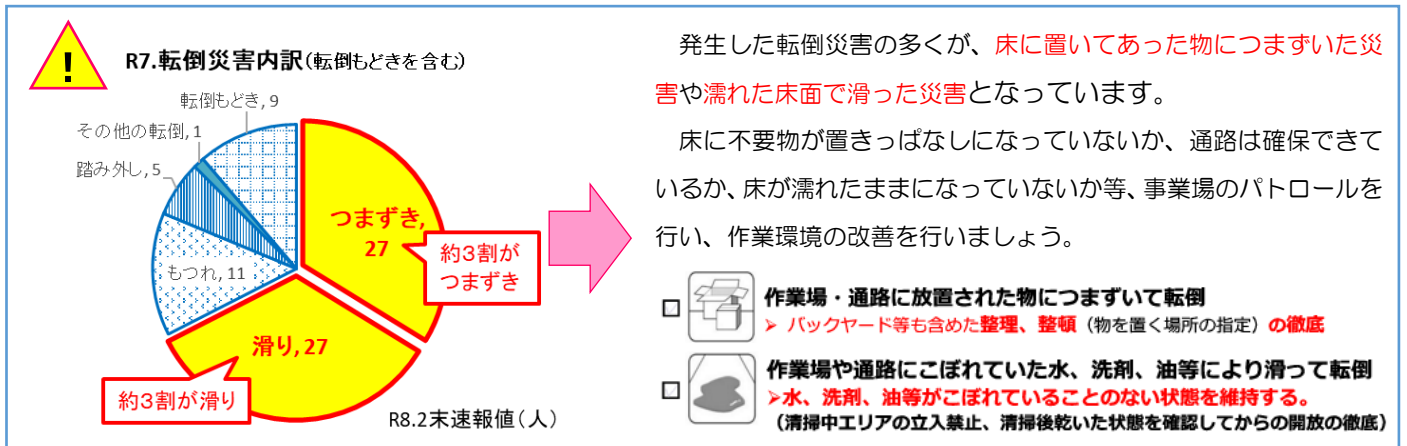 !
R7.転倒災害内訳(転倒もどきを含む)
転倒もどき, 9
その他の転倒, 1
踏み外し, 5
もつれ, 11
つまずき,
27
約3割が
つまずき
滑り, 27
約3割が滑り
R8.2末速報値(人)
発生した転倒災害の多くが、床に置いてあった物につまずいた災
害や濡れた床面で滑った災害となっています。
床に不要物が置きっぱなしになっていないか、通路は確保できて
いるか、床が濡れたままになっていないか等、事業場のパトロールを
行い、作業環境の改善を行いましょう。
□ 作業場・通路に放置された物につまずいて転倒
➢ バックヤード等も含めた整理、整頓(物を置く場所の指定)の徹底
□ 作業場や通路にこぼれていた水、洗剤、油等により滑って転倒
➢水、洗剤、油等がこぼれていることのない状態を維持する。
(清掃中エリアの立入禁止、清掃後乾いた状態を確認してからの開放の徹底)